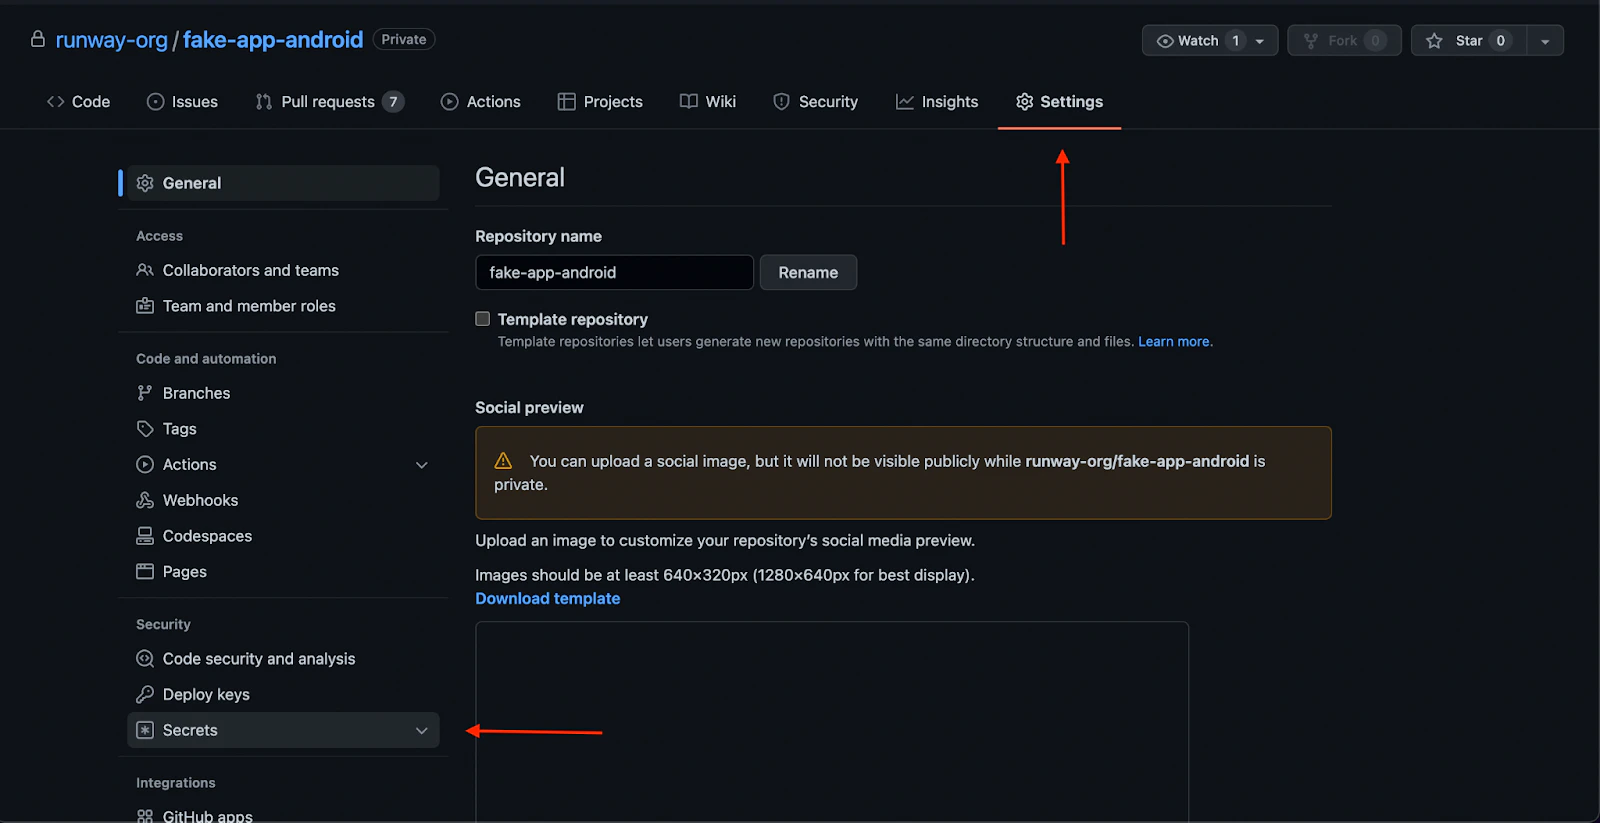 runway-org / fake-app-android Private
Watch 1 Fork 0 Star 0
Code Issues Pull requests 7 Actions Projects Wiki Security Insights Settings
General
Access
Collaborators and teams
Team and member roles
Code and automation
Branches
Tags
Actions
Webhooks
Codespaces
Pages
Security
Code security and analysis
Deploy keys
Secrets
Integrations
GitHub apps
General
Repository name
fake-app-android Rename
Template repository
Template repositories let users generate new repositories with the same directory structure and files. Learn more.
Social preview
You can upload a social image, but it will not be visible publicly while runway-org/fake-app-android is
private.
Upload an image to customize your repository's social media preview.
Images should be at least 640×320px (1280×640px for best display).
Download template